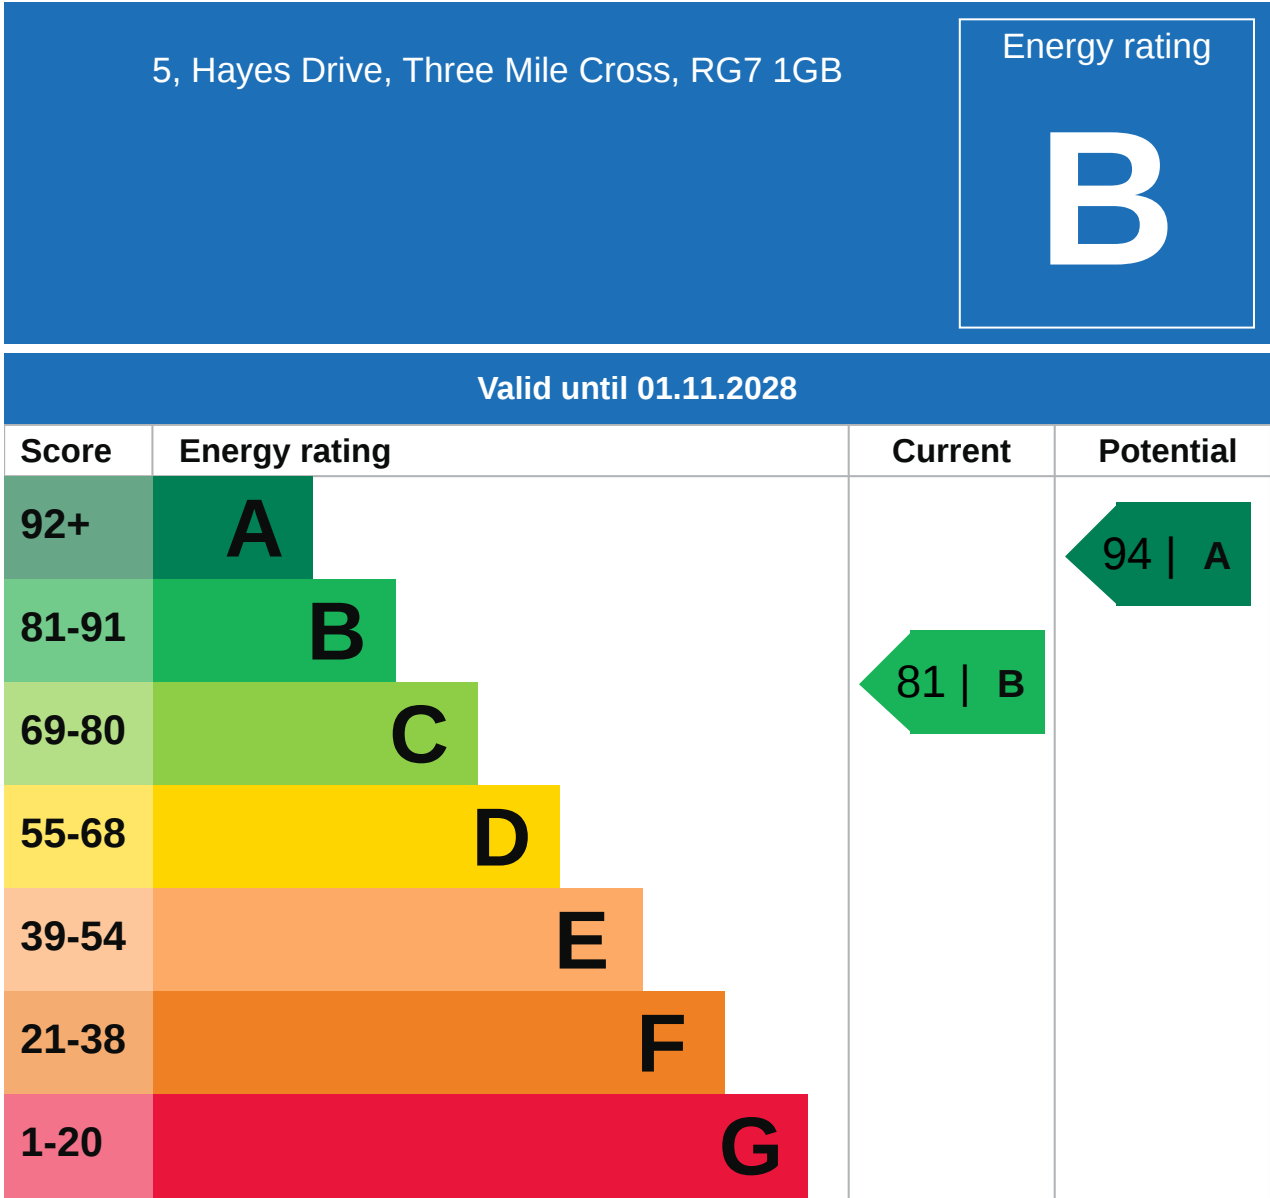 5, Hayes Drive, Three Mile Cross, RG7 1GB
Energy rating
B
Valid until 01.11.2028
Score Energy rating Current Potential
92+ A 94 | A
81-91 B 81 | B
69-80 C
55-68 D
39-54 E
21-38 F
1-20 G